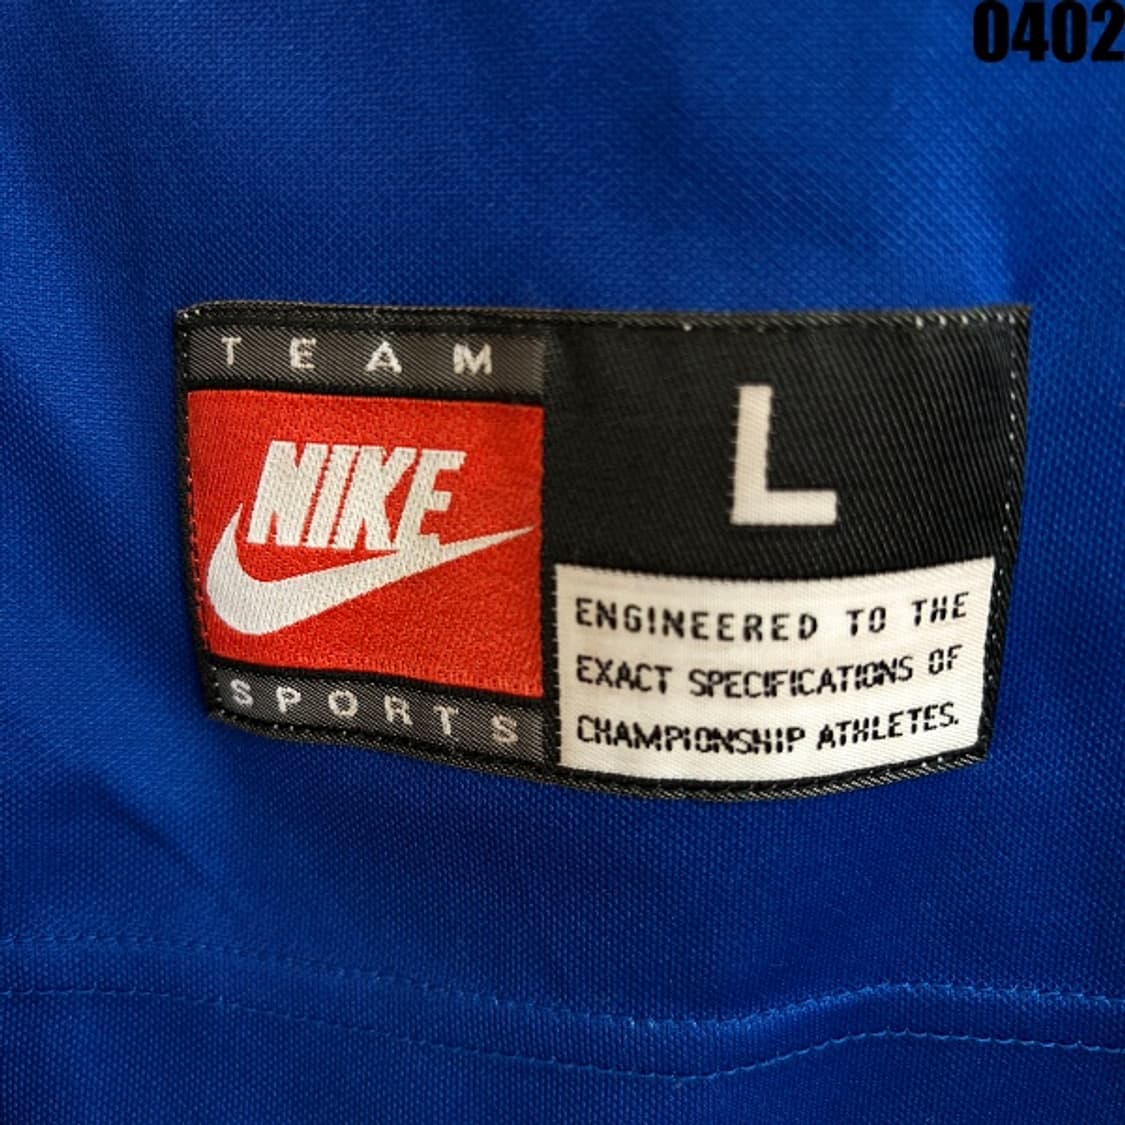 0402
TEAM
NIKE
SPORTS
L
ENGINEERED TO THE
EXACT SPECIFICATIONS OF
CHAMPIONSHIP ATHLETES.